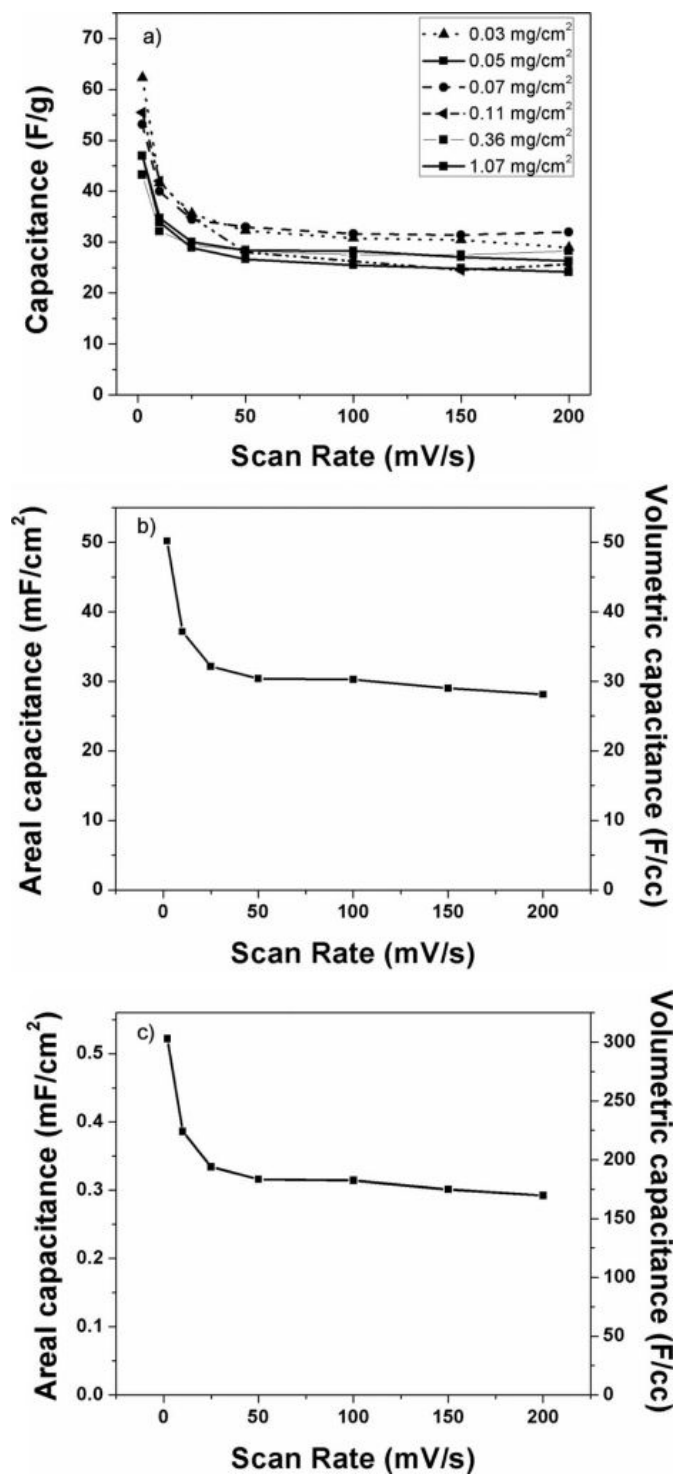 a)
0.03 mg/cm²
0.05 mg/cm²
0.07 mg/cm²
0.11 mg/cm²
0.36 mg/cm²
1.07 mg/cm²
70
60
50
40
30
20
10
0
Capacitance (F/g)
0 50 100 150 200
Scan Rate (mV/s)
b)
50 50
40 40
30 30
20 20
10 10
0 0
Areal capacitance (mF/cm²)
Volumetric capacitance (F/cc)
0 50 100 150 200
Scan Rate (mV/s)
c)
0.5 300
0.4 250
0.3 200
0.2 150
0.1 100
0.0 50
0
Areal capacitance (mF/cm²)
Volumetric capacitance (F/cc)
0 50 100 150 200
Scan Rate (mV/s)